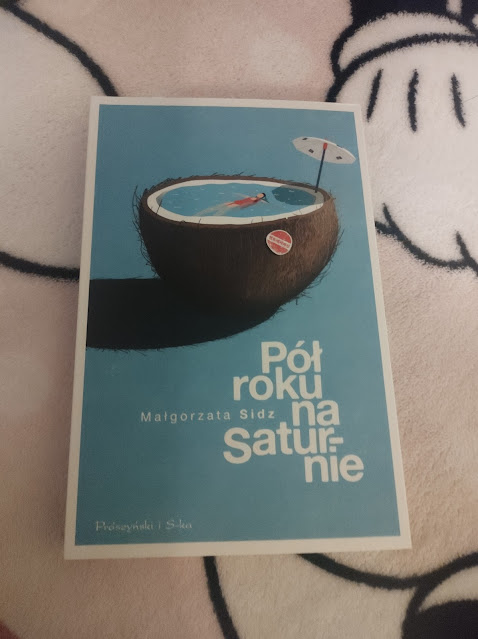 Pół
roku
na
Małgorzata Sidz
Satur-
nie
Prószyński i S-ka